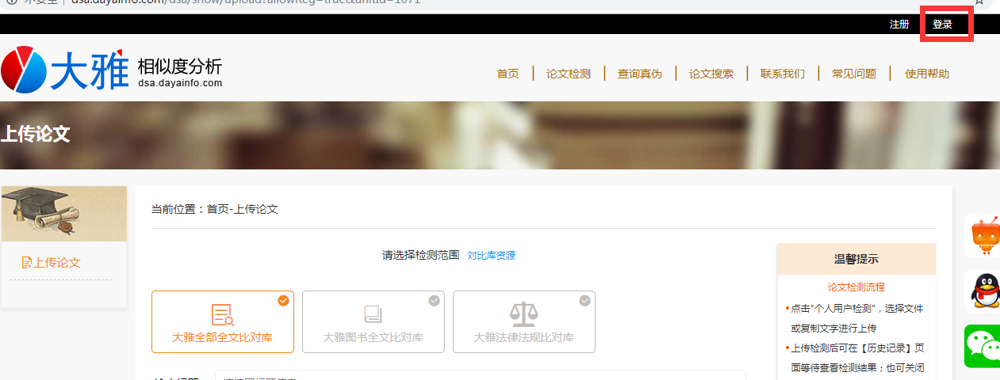 不安全 | dsa.dayainfo.com/dsa/show/upload?allowReg=true&unitid=1071
注册 登录
大雅 相似度分析
dsa.dayainfo.com
首页 | 论文检测 | 查询真伪 | 论文搜索 | 联系我们 | 常见问题 | 使用帮助
上传论文
当前位置：首页-上传论文
上传论文
请选择检测范围 对比库资源
大雅全部全文比对库
大雅图书全文比对库
大雅法律法规比对库
温馨提示
论文检测流程
点击"个人用户检测"，选择文件
或复制文字进行上传
上传检测后可在【历史记录】页
面等待查看检测结果；也可关闭